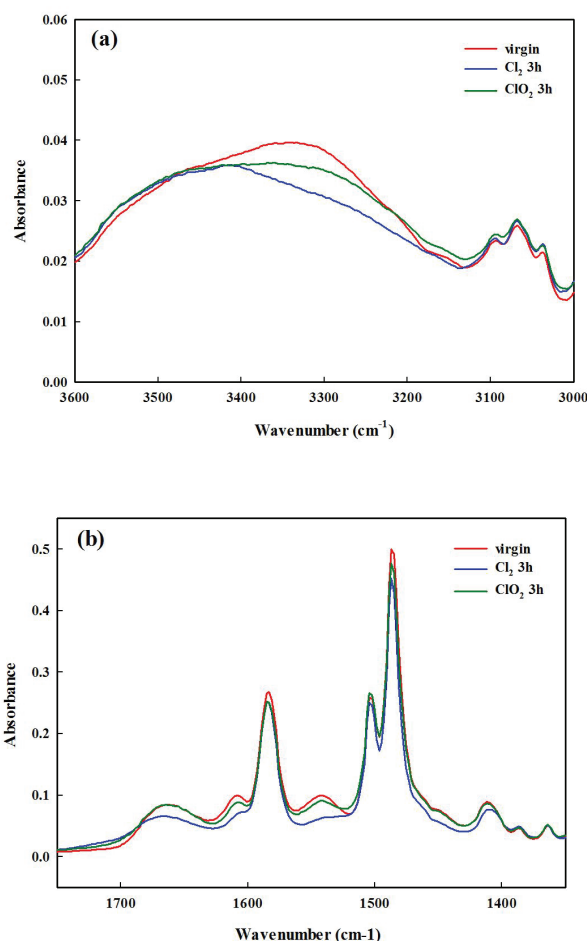 0.06
(a)
virgin
Cl2 3h
ClO2 3h
0.05
0.04
0.03
0.02
0.01
0.00
Absorbance
3600 3500 3400 3300 3200 3100 3000
Wavenumber (cm-1)
(b)
virgin
Cl2 3h
ClO2 3h
0.5
0.4
0.3
0.2
0.1
0.0
Absorbance
1700 1600 1500 1400
Wavenumber (cm-1)